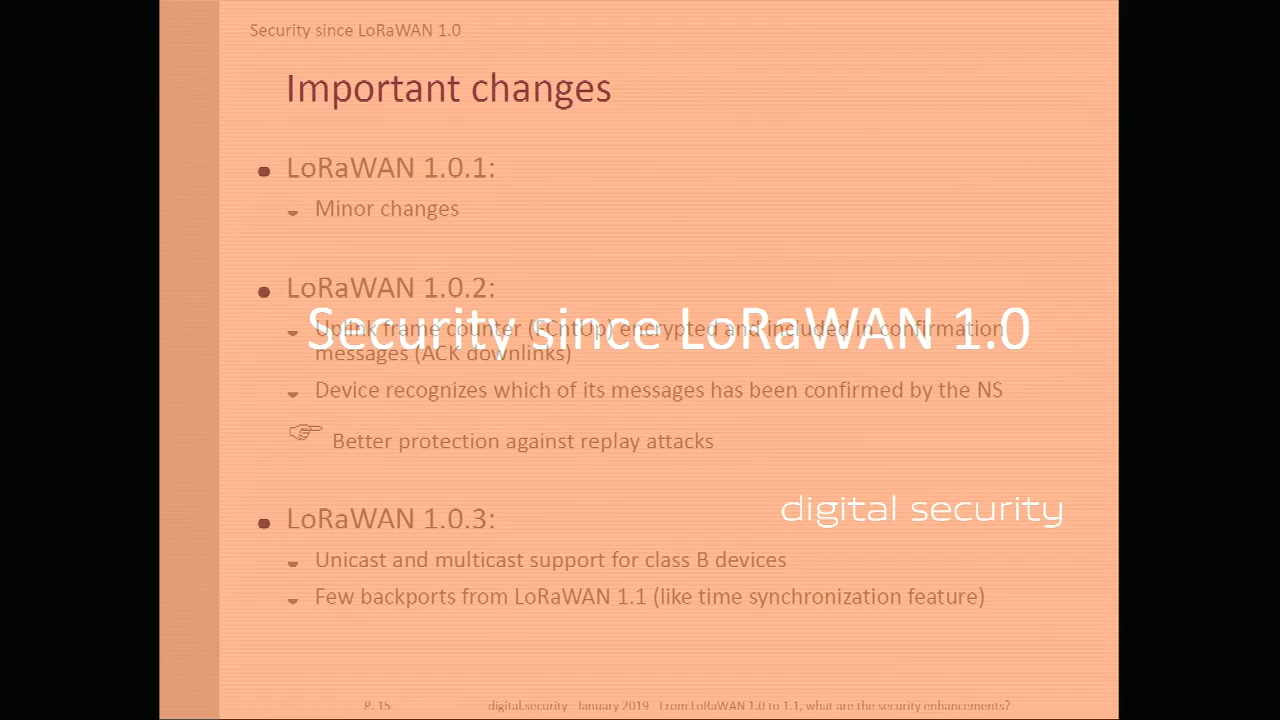 Security since LoRaWAN 1.0
Important changes
LoRaWAN 1.0.1:
Minor changes
LoRaWAN 1.0.2:
Security since LoRaWAN 1.0
Uplink frame counter (FCntUp) encrypted and included in confirmation
messages (ACK downlinks)
Device recognizes which of its messages has been confirmed by the NS
Better protection against replay attacks
LoRaWAN 1.0.3:
digital security
Unicast and multicast support for class B devices
Few backports from LoRaWAN 1.1 (like time synchronization feature)
P. 15 digital.security - January 2019 - From LoRaWAN 1.0 to 1.1, what are the security enhancements?